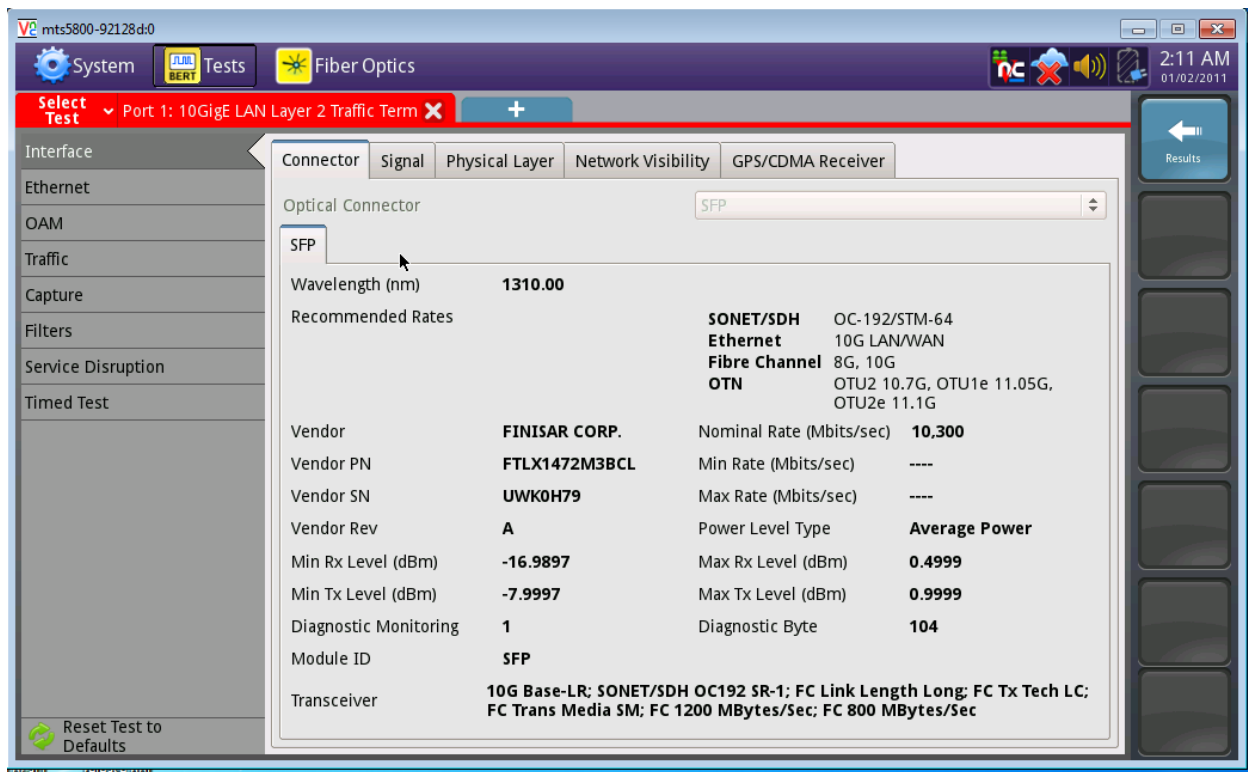 V2 mts5800-92128d:0
System
BERT
Tests
Fiber Optics
2:11 AM
01/02/2011
Select Test
Port 1: 10GigE LAN Layer 2 Traffic Term
+
Results
Interface
Ethernet
OAM
Traffic
Capture
Filters
Service Disruption
Timed Test
Reset Test to
Defaults
Connector Signal Physical Layer Network Visibility GPS/CDMA Receiver
Optical Connector SFP
SFP
Wavelength (nm) 1310.00
Recommended Rates
SONET/SDH OC-192/STM-64
Ethernet 10G LAN/WAN
Fibre Channel 8G, 10G
OTN OTU2 10.7G, OTU1e 11.05G,
OTU2e 11.1G
Vendor FINISAR CORP. Nominal Rate (Mbits/sec) 10,300
Vendor PN FTLX1472M3BCL Min Rate (Mbits/sec) ----
Vendor SN UWK0H79 Max Rate (Mbits/sec) ----
Vendor Rev A Power Level Type Average Power
Min Rx Level (dBm) -16.9897 Max Rx Level (dBm) 0.4999
Min Tx Level (dBm) -7.9997 Max Tx Level (dBm) 0.9999
Diagnostic Monitoring 1 Diagnostic Byte 104
Module ID SFP
Transceiver 10G Base-LR; SONET/SDH OC192 SR-1; FC Link Length Long; FC Tx Tech LC;
FC Trans Media SM; FC 1200 MBytes/Sec; FC 800 MBytes/Sec